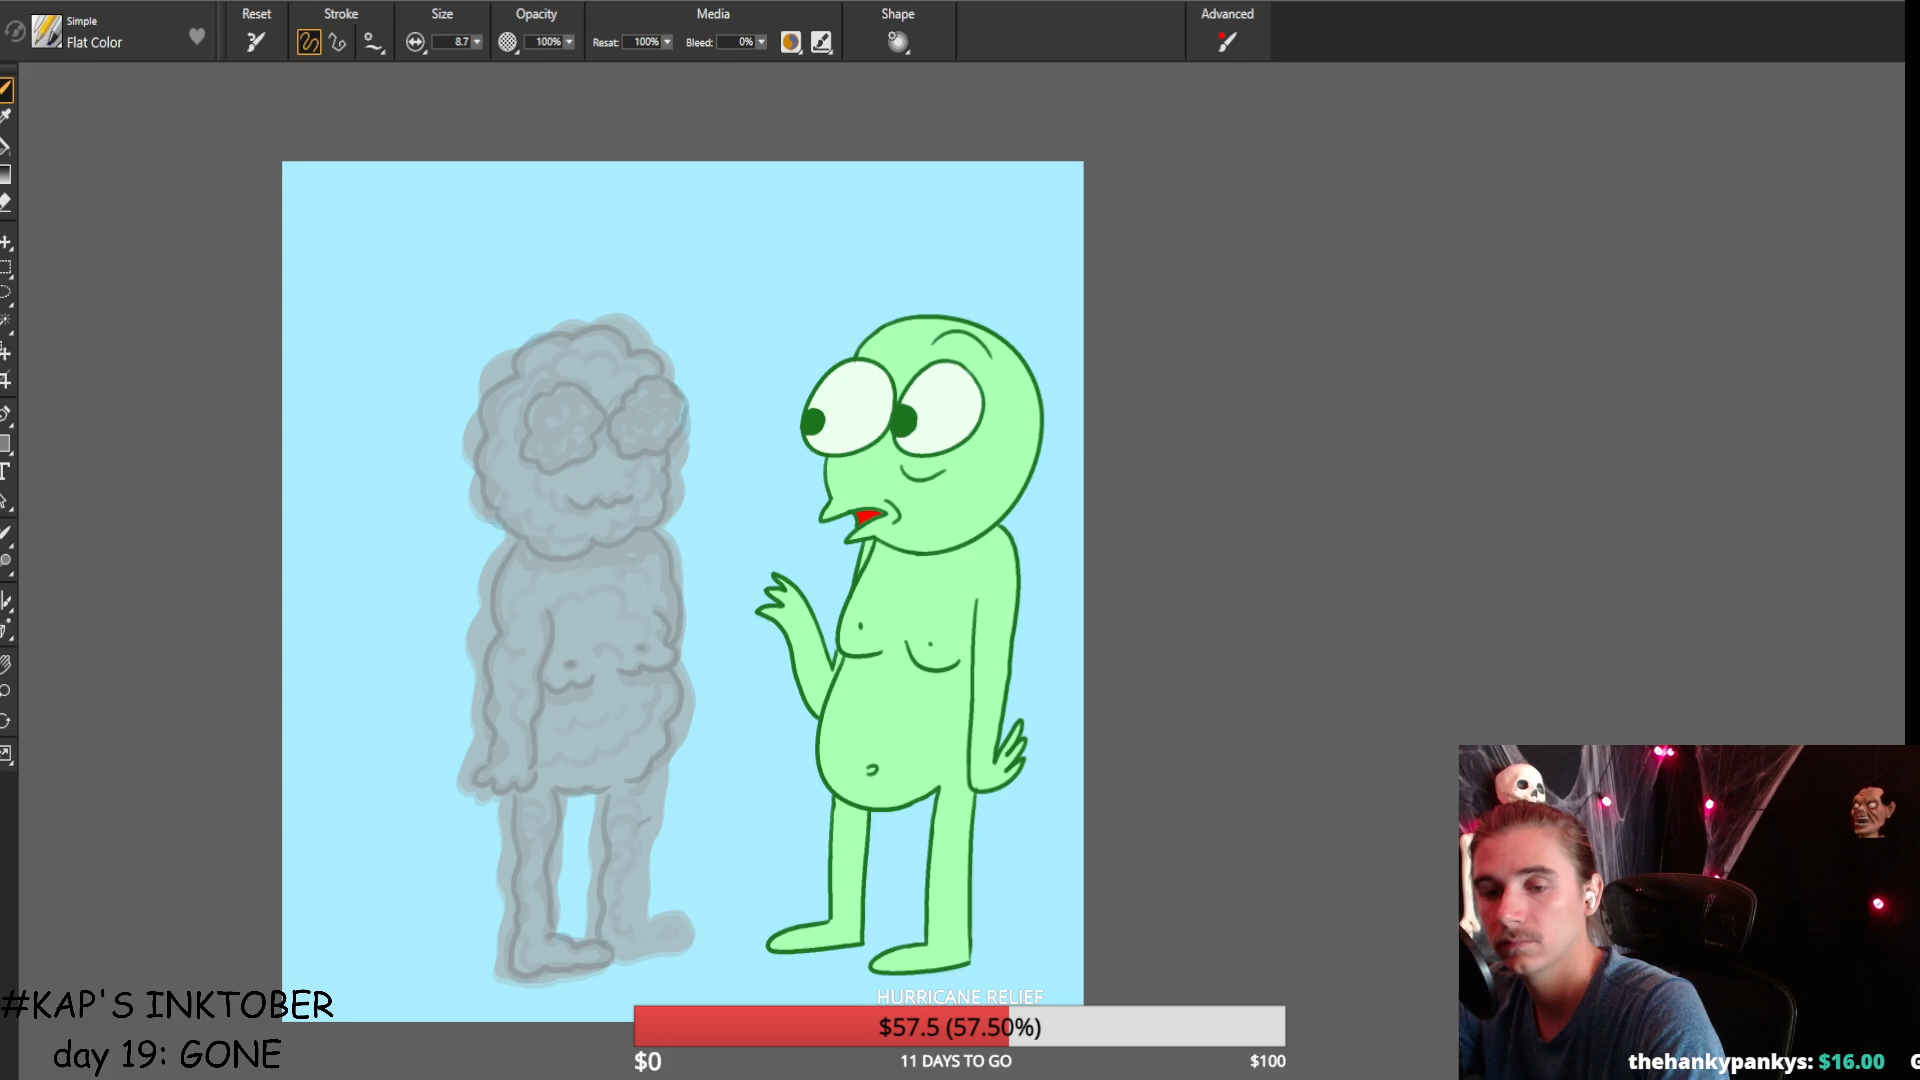 Simple
Flat Color
Reset
Stroke
Size
8.7
Opacity
100%
Media
Resat: 100%
Bleed: 0%
Shape
Advanced
T
#KAP'S INKTOBER
day 19: GONE
HURRICANE RELIEF
$57.5 (57.50%)
$0
11 DAYS TO GO
$100
thehankypankys: $16.00